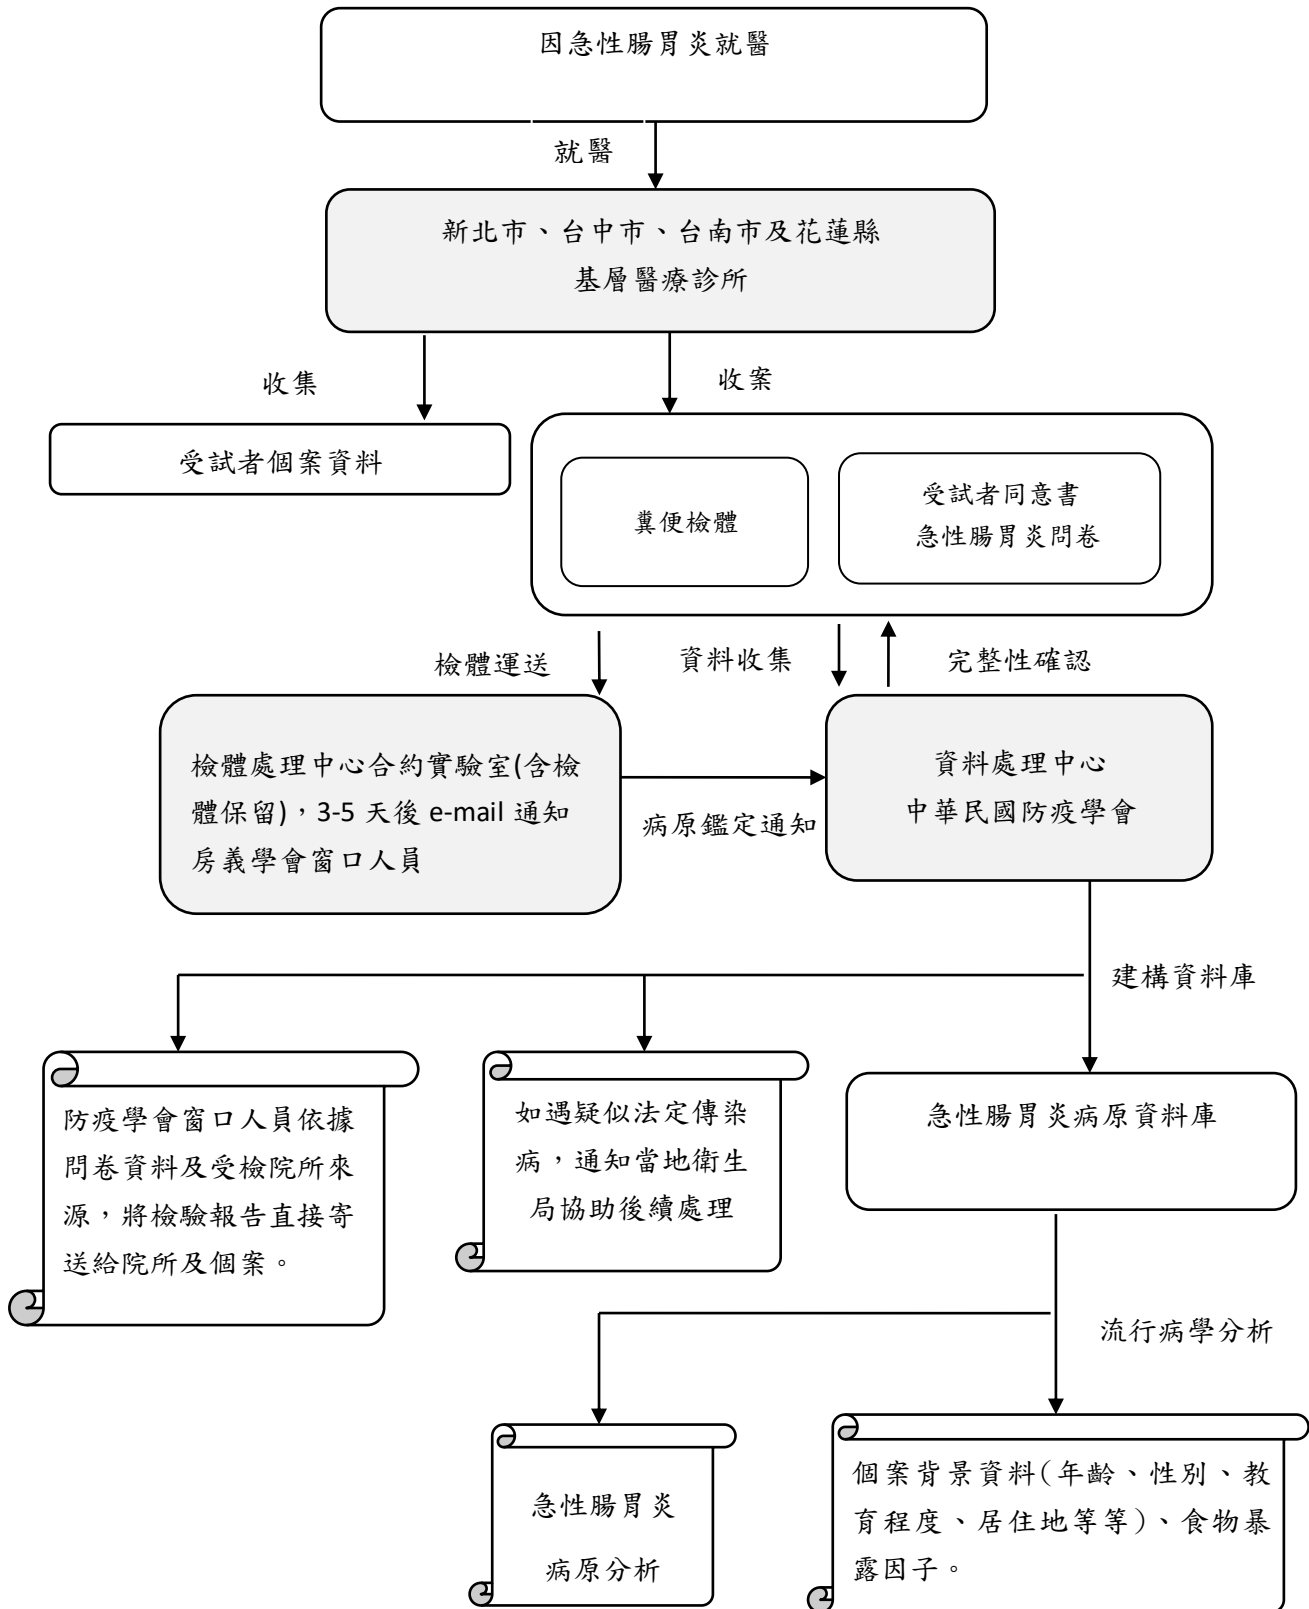 因急性腸胃炎就醫
就醫
新北市、台中市、台南市及花蓮縣
基層醫療診所
收集
收案
受試者個案資料
糞便檢體
受試者同意書
急性腸胃炎問卷
檢體運送
資料收集
完整性確認
檢體處理中心合約實驗室(含檢
體保留)，3-5 天後 e-mail 通知
房義學會窗口人員
病原鑑定通知
資料處理中心
中華民國防疫學會
建構資料庫
防疫學會窗口人員依據
問卷資料及受檢院所來
源，將檢驗報告直接寄
送給院所及個案。
如遇疑似法定傳染
病，通知當地衛生
局協助後續處理
急性腸胃炎病原資料庫
流行病學分析
急性腸胃炎
病原分析
個案背景資料(年齡、性別、教
育程度、居住地等等)、食物暴
露因子。